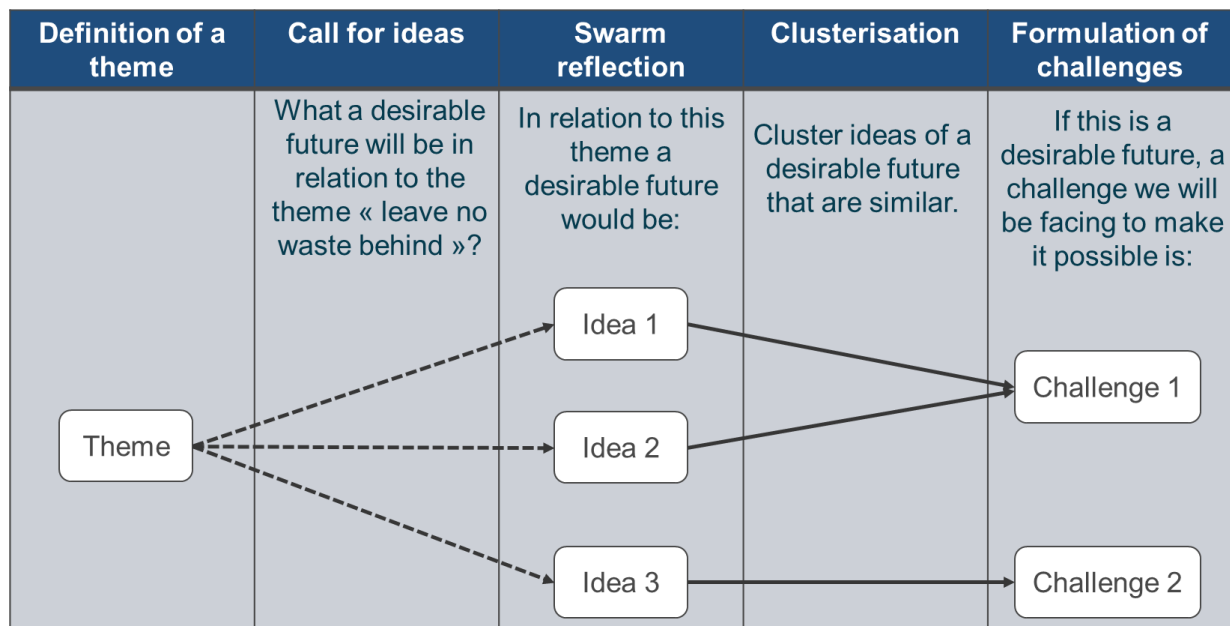 Definition of a
theme
Call for ideas
Swarm
reflection
Clusterisation
Formulation of
challenges
What a desirable
future will be in
relation to the
theme « leave no
waste behind »?
In relation to this
theme a
desirable future
would be:
Cluster ideas of a
desirable future
that are similar.
If this is a
desirable future, a
challenge we will
be facing to make
it possible is:
Theme
Idea 1
Idea 2
Idea 3
Challenge 1
Challenge 2